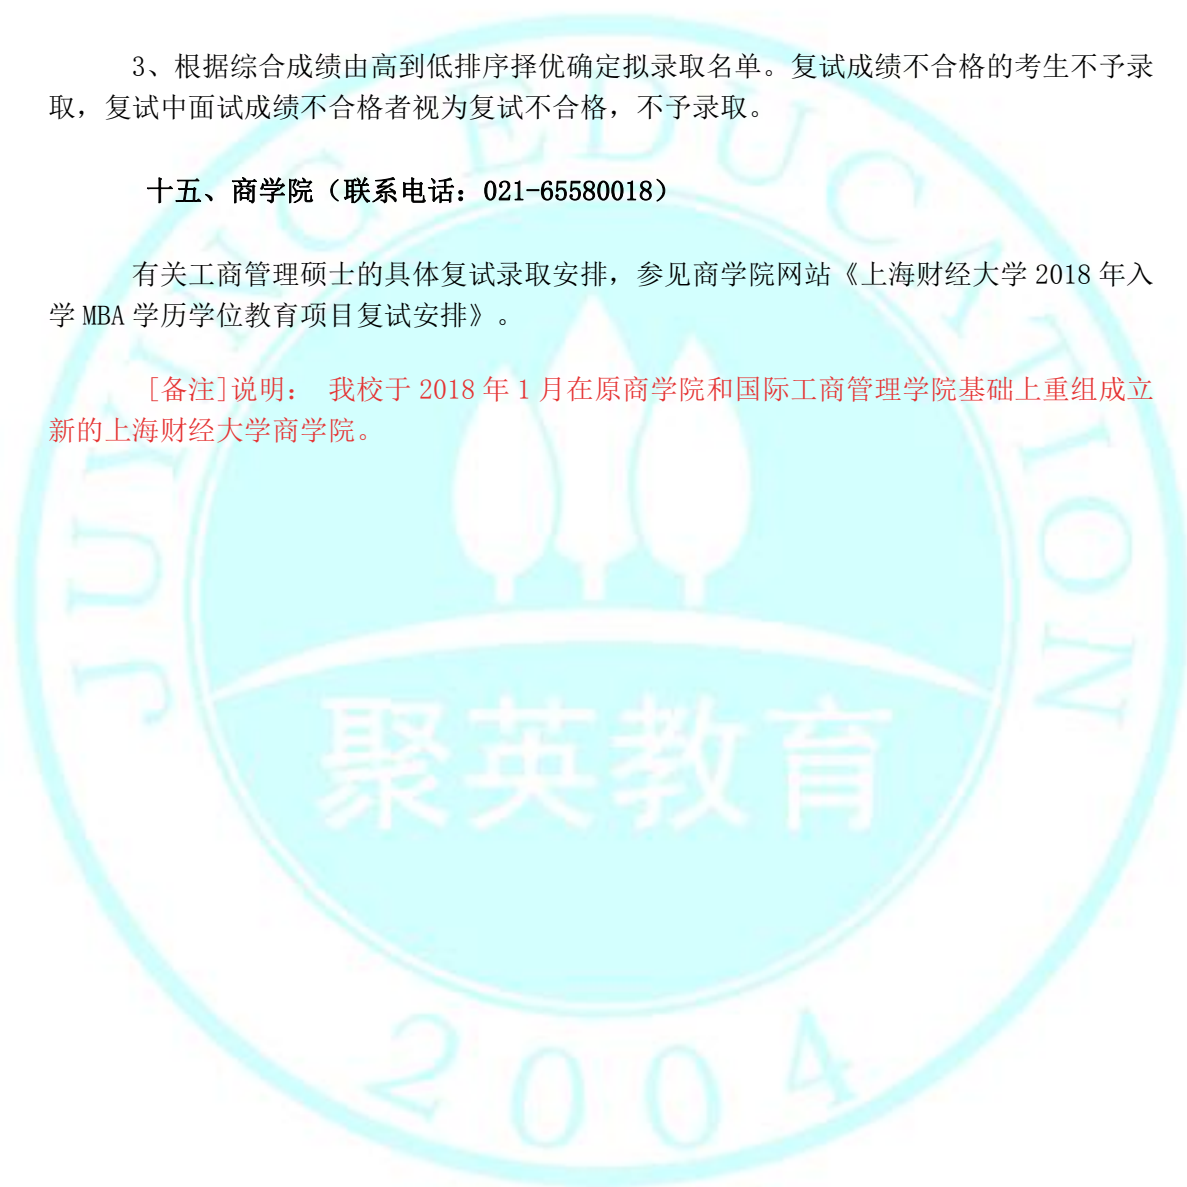 3、根据综合成绩由高到低排序择优确定拟录取名单。复试成绩不合格的考生不予录
取，复试中面试成绩不合格者视为复试不合格，不予录取。
十五、商学院（联系电话：021-65580018）
有关工商管理硕士的具体复试录取安排，参见商学院网站《上海财经大学 2018 年入
学 MBA 学历学位教育项目复试安排》。
[备注]说明： 我校于 2018 年 1 月在原商学院和国际工商管理学院基础上重组成立
新的上海财经大学商学院。
JUYING EDUCATION
聚英教育
2004